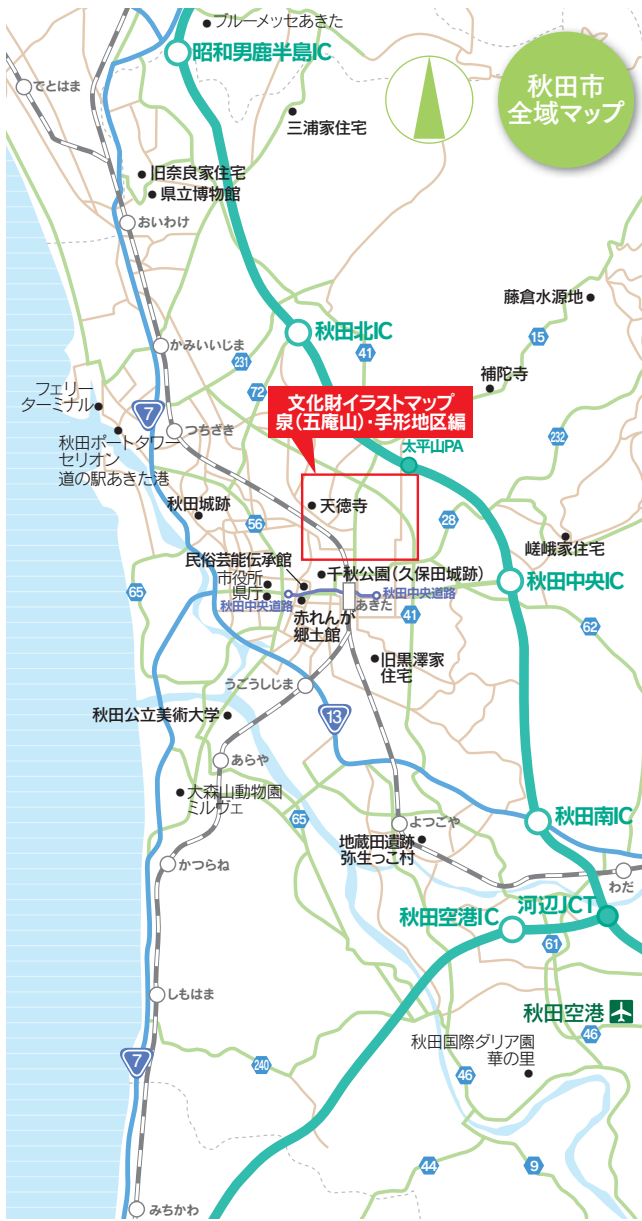 ブルーメッセあきた
昭和男鹿半島IC
秋田市
全域マップ
でとはま
三浦家住宅
旧奈良家住宅
県立博物館
おいわけ
藤倉水源地
秋田北IC
15
かみいいじま
41
231
補陀寺
フェリー
ターミナル
72
文化財イラストマップ
泉(五庵山)・手形地区編
7
つちざき
232
秋田ポートタワー
セリオン
道の駅あきた港
太平山PA
秋田城跡
天徳寺
56
28
嵯峨家住宅
民俗芸能伝承館
市役所
県庁
千秋公園(久保田城跡)
秋田中央IC
65
秋田中央道路
あきた
秋田中央道路
赤れんが
郷土館
41
62
旧黒澤家
住宅
うごうしじま
秋田公立美術大学
13
あらや
大森山動物園
ミルヴェ
65
よつごや
秋田南IC
地蔵田遺跡
弥生っこ村
かつらね
わだ
河辺JCT
秋田空港IC
61
しもはま
秋田空港
46
秋田国際ダリア園
華の里
7
240
46
44
9
みちかわ